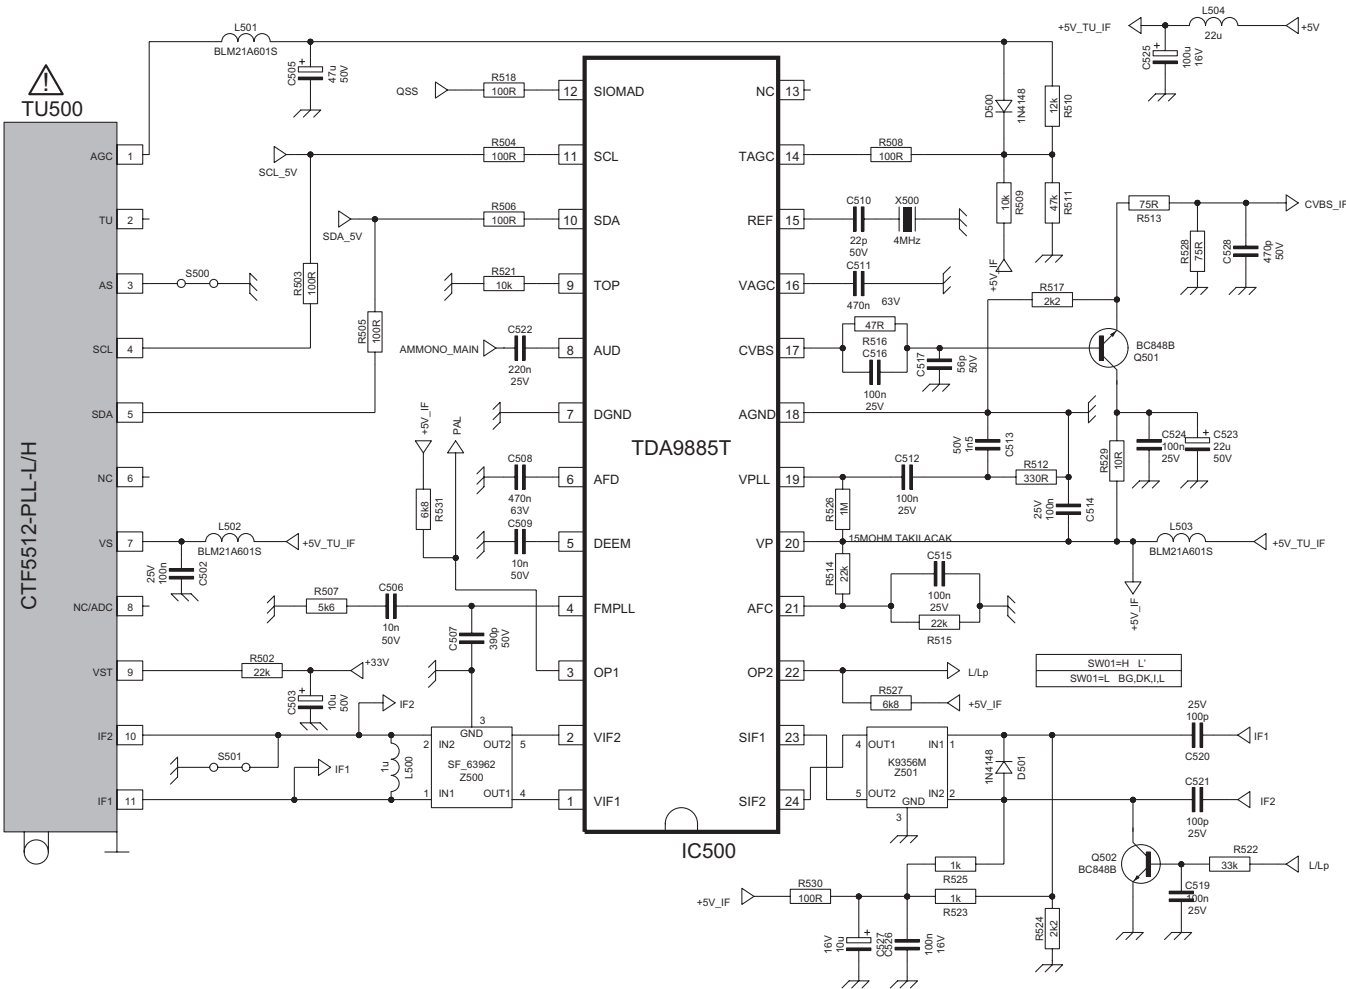 TU500
CTF5512-PLL-L/H
AGC 1
TU 2
AS 3
SCL 4
SDA 5
NC 6
VS 7
NC/ADC 8
VST 9
IF2 10
IF1 11
L501
BLM21A601S
C505
47u
50V
QSS
R518
100R
SCL_5V
R504
100R
SDA_5V
R506
100R
R503
100R
R505
100R
S500
R521
10k
AMMONO_MAIN
C522
220n
25V
+5V_IF
PAL
6k8
R531
C508
470n
63V
C509
10n
50V
L502
BLM21A601S
+5V_TU_IF
25V
100n
C502
R507
5k6
C506
10n
50V
C507
390p
50V
R502
22k
+33V
C503
10u
50V
IF2
S501
IF1
1u
L500
3
GND
2 IN2 OUT2 5
SF_63962
Z500
1 IN1 OUT1 4
12 SIOMAD
11 SCL
10 SDA
9 TOP
8 AUD
7 DGND
6 AFD
5 DEEM
4 FMPLL
3 OP1
2 VIF2
1 VIF1
TDA9885T
IC500
NC 13
TAGC 14
REF 15
VAGC 16
CVBS 17
AGND 18
VPLL 19
VP 20
AFC 21
OP2 22
SIF1 23
SIF2 24
+5V_TU_IF
L504
22u
+5V
C525
100u
16V
D500
1N4148
12k
R510
R508
100R
10k
R509
47k
R511
+5V_IF
C510
22p
50V
X500
4MHz
C511
470n 63V
47R
R516
C516
100n
25V
C517
56p
50V
R517
2k2
75R
R513
CVBS_IF
R528
75R
C528
470p
50V
BC848B
Q501
50V
1n5
C513
C512
100n
25V
R512
330R
25V
100n
C514
R526
1M
15MOHM TAKILACAK
R514
22k
C515
100n
25V
22k
R515
R529
10R
C524
100n
25V
C523
22u
50V
L503
BLM21A601S
+5V_TU_IF
+5V_IF
L/Lp
R527
6k8
+5V_IF
SW01=H L'
SW01=L BG,DK,I,L
4 OUT1 IN1 1
K9356M
Z501
5 OUT2 IN2 2
GND
3
1N4148
D501
25V
100p
C520
IF1
C521
100p
25V
IF2
Q502
BC848B
R522
33k
L/Lp
C519
100n
25V
1k
R525
1k
R523
+5V_IF
R530
100R
16V
10u
C527
C526
100n
16V
R524
2k2